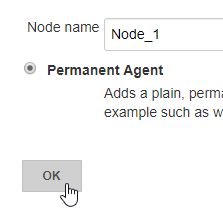 Node name Node_1
Permanent Agent
Adds a plain, perma
example such as w
OK